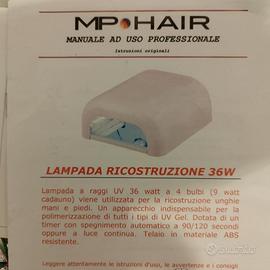 MP HAIR
MANUALE AD USO PROFESSIONALE
Istruzioni originali
LAMPADA RICOSTRUZIONE 36W
Lampada a raggi UV 36 watt a 4 bulbi (9 watt
cadauno) viene utilizzata per la ricostruzione unghie
mani e piedi. Un apparecchio indispensabile per la
polimerizzazione di tutti i tipi di UV Gel. Dotata di un
timer con spegnimento automatico a 90/120 secondi
oppure a luce continua. Telaio in materiale ABS
resistente.
Leggere attentamente le istruzioni d'uso, le avvertenze e i consigli